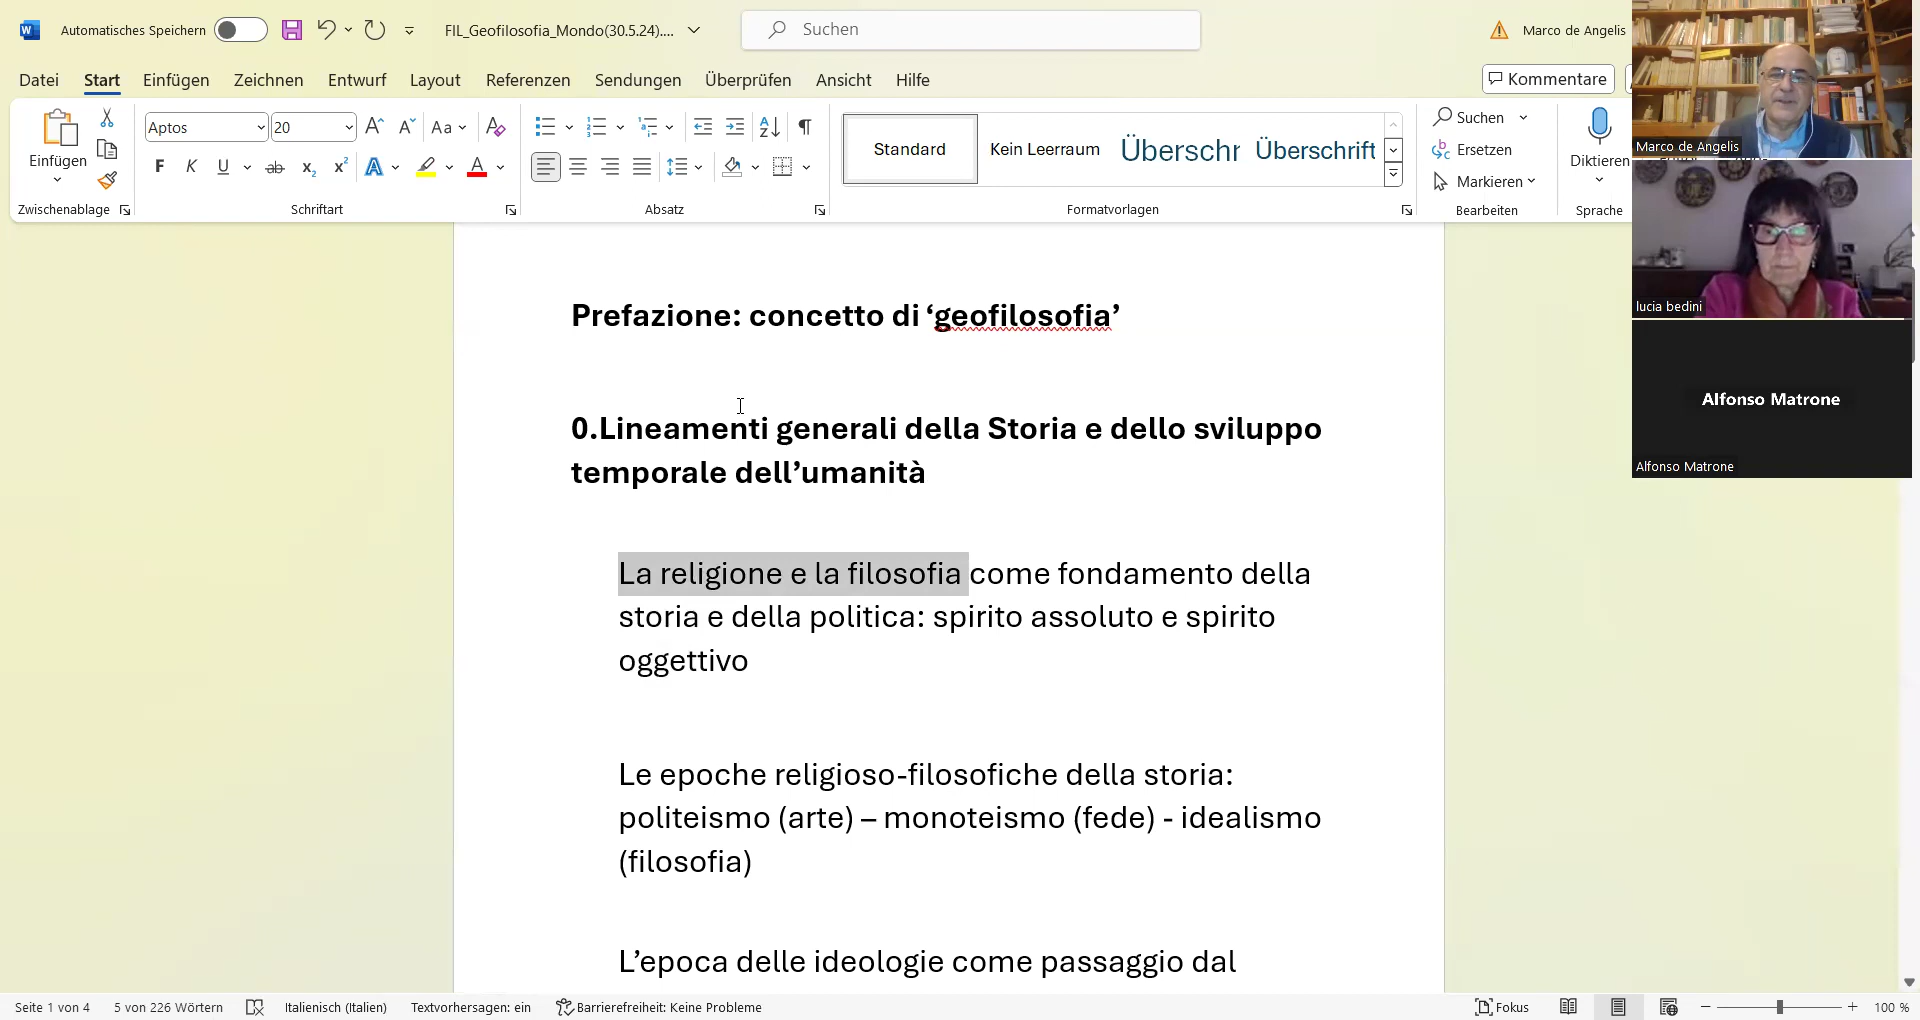 Automatisches Speichern
FIL_Geofilosofia_Mondo(30.5.24)....
Suchen
Marco de Angelis
Datei Start Einfügen Zeichnen Entwurf Layout Referenzen Sendungen Überprüfen Ansicht Hilfe
Kommentare
Einfügen
Aptos
20
Aa
F K U ab x₂ x² A A
Standard
Kein Leerraum
Überschr
Überschrift
Suchen
Ersetzen
Markieren
Diktieren
Zwischenablage
Schriftart
Absatz
Formatvorlagen
Bearbeiten
Sprache
Marco de Angelis
lucia bedini
Alfonso Matrone
Alfonso Matrone
Prefazione: concetto di ‘geofilosofia’
0.Lineamenti generali della Storia e dello sviluppo
temporale dell’umanità
La religione e la filosofia come fondamento della
storia e della politica: spirito assoluto e spirito
oggettivo
Le epoche religioso-filosofiche della storia:
politeismo (arte) – monoteismo (fede) - idealismo
(filosofia)
L’epoca delle ideologie come passaggio dal
Seite 1 von 4
5 von 226 Wörtern
Italienisch (Italien)
Textvorhersagen: ein
Barrierefreiheit: Keine Probleme
Fokus
100 %